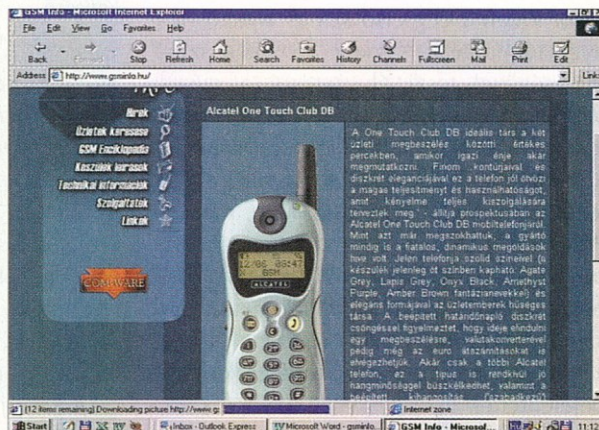 GSM Info - Microsoft Internet Explorer
File Edit View Go Favorites Help
Back Forward Stop Refresh Home Search Favorites History Channels Fullscreen Mail Print Edit
Address http://www.gsminfo.hu/ Links
Hírek
Üzletek keresése
GSM Enciklopédia
Készülék leírások
Technikai információk
Szolgáltatók
Linkek
COMWARE
Alcatel One Touch Club DB
12/06 08:47
X GSM
ALCATEL
"A One Touch Club DB ideális társ a két
üzleti megbeszélés közötti értékes
percekben, amikor igazi énje akár
megmutatkozni. Finom kontúrjaival és
diszkrét eleganciájával ez a telefon jól ötvözi
a magas teljesítményt és használhatóságot,
amit kényelme teljes kiszolgálására
terveztek meg." - állítja prospektusában az
Alcatel One Touch Club DB mobiltelefonjáról.
Mint azt már megszokhattuk, a gyártó
mindig is a fiatalos, dinamikus megoldások
híve volt. Jelen telefonja szolid színeivel (a
készülék jelenleg öt színben kapható: Agate
Grey, Lapis Grey, Onyx Black, Amethyst
Purple, Amber Brown fantázianevekkel) és
elegáns formájával az üzletemberek hűséges
társa. A beépített határidőnapló diszkrét
csöngéssel figyelmeztet, hogy ideje elindulni
egy megbeszélésre, valutakonverterével
pedig még az euro átszámításokat is
elvégezhetjük. Akár csak a többi Alcatel
telefon, ez a típus is rendkívül jó
hangminőséggel büszkélkedhet, valamint a
beépített kihangosítás ("szabadkezű")
(12 items remaining) Downloading picture http://www.g Internet zone
Start Inbox - Outlook Express Microsoft Word - gsminfo... GSM Info - Microsof... 11:12